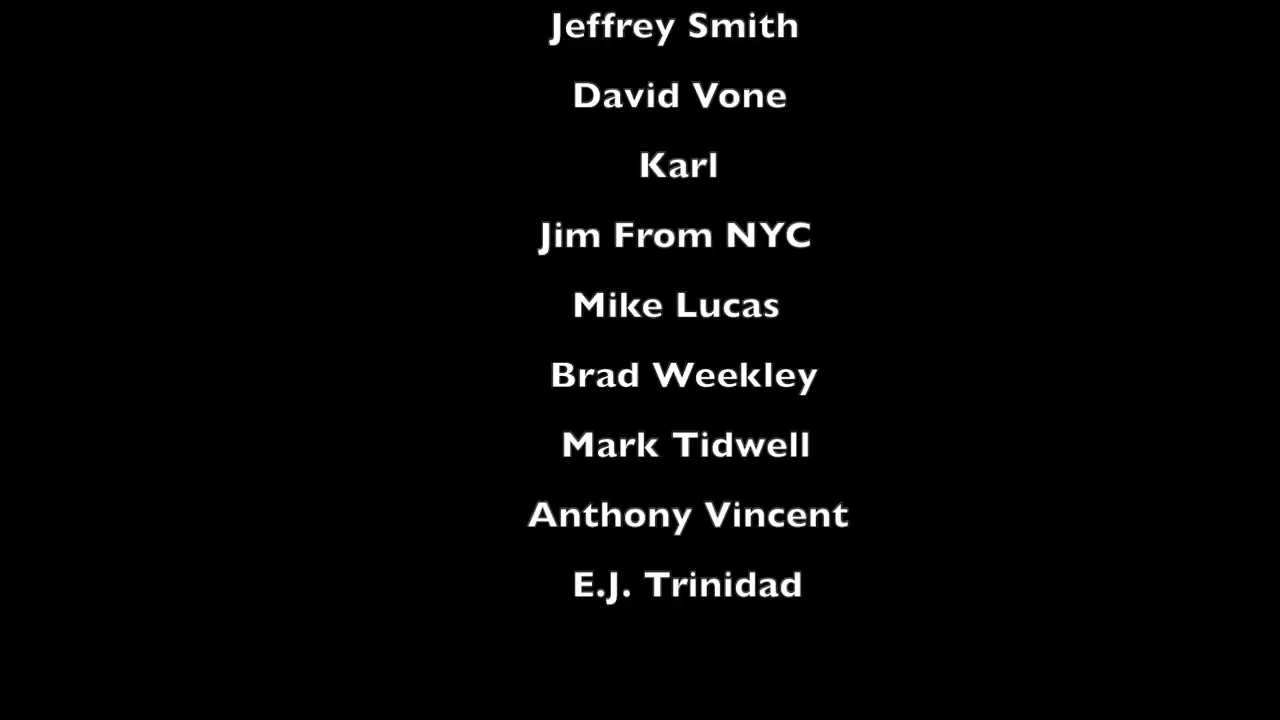 Jeffrey Smith
David Vone
Karl
Jim From NYC
Mike Lucas
Brad Weekley
Mark Tidwell
Anthony Vincent
E.J. Trinidad